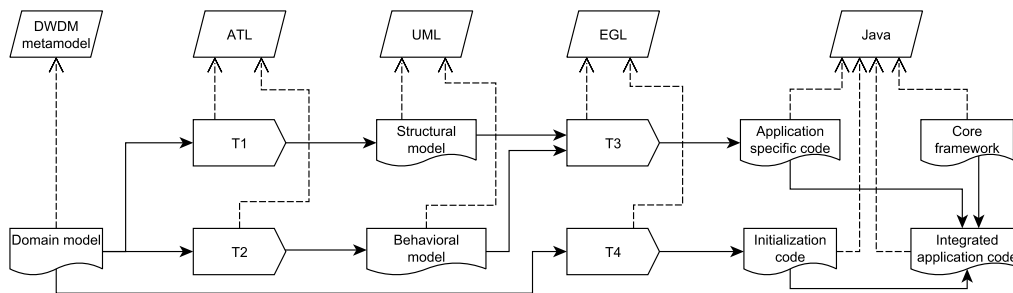 DWDM
metamodel
ATL
UML
EGL
Java
T1
Structural
model
T3
Application
specific code
Core
framework
Domain model
T2
Behavioral
model
T4
Initialization
code
Integrated
application code